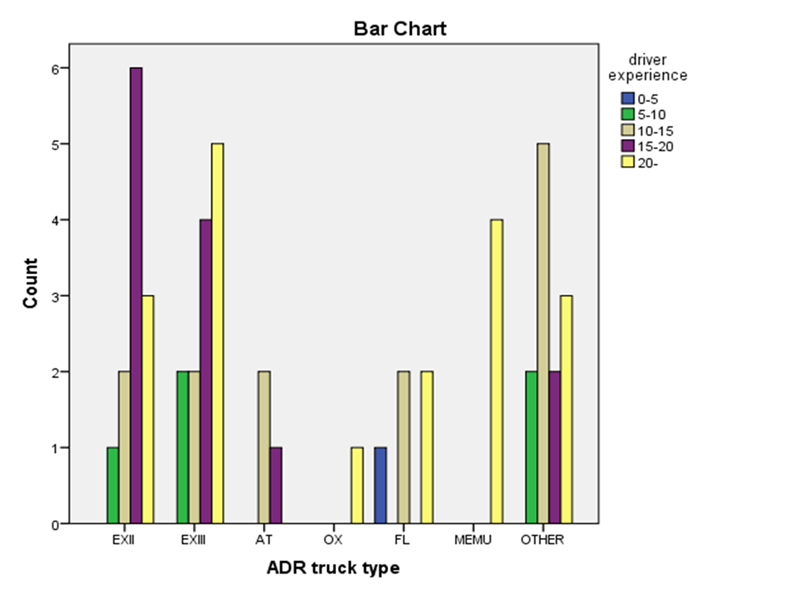 Bar Chart
driver
experience
0-5
5-10
10-15
15-20
20-
Count
6
5
4
3
2
1
0
EXII EXIII AT OX FL MEMU OTHER
ADR truck type